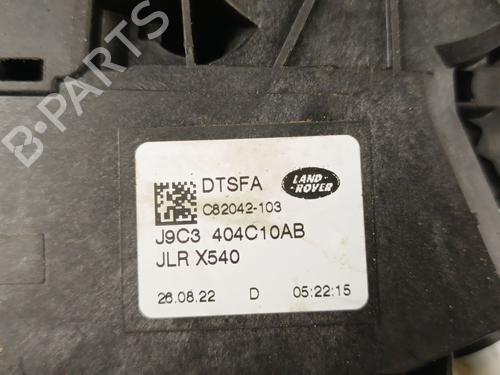 B-PARTS
DTSFA
LAND-
-ROVER
C82042-103
J9C3 404C10AB
JLR X540
26.08.22 D 05:22:15